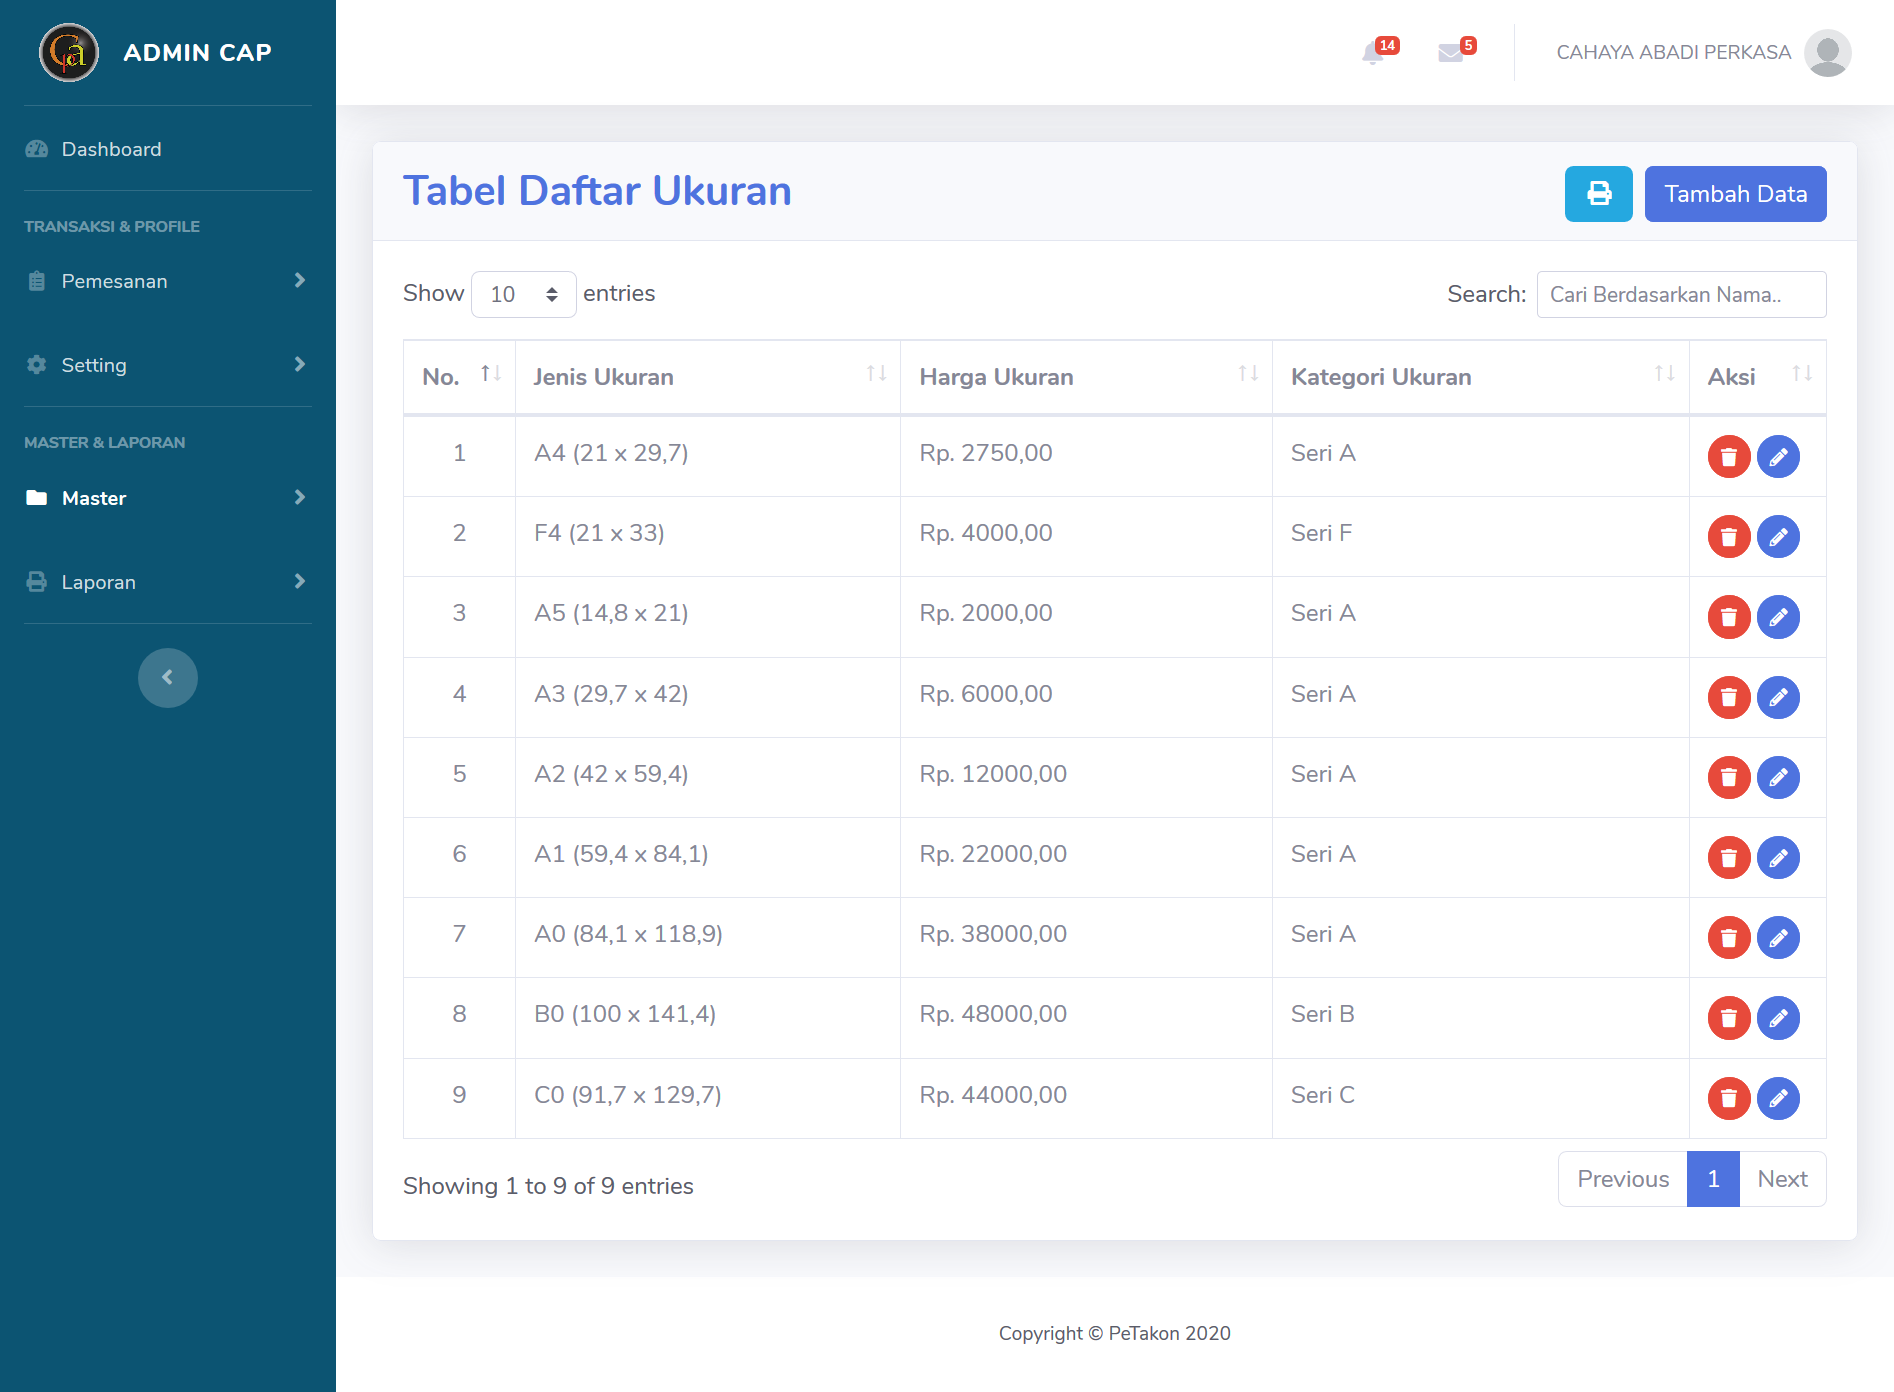 ADMIN CAP
14
5
CAHAYA ABADI PERKASA
Dashboard
TRANSAKSI & PROFILE
Pemesanan
Setting
MASTER & LAPORAN
Master
Laporan
Tabel Daftar Ukuran
Tambah Data
Show 10 entries
Search: Cari Berdasarkan Nama..
No. Jenis Ukuran Harga Ukuran Kategori Ukuran Aksi
1 A4 (21 x 29,7) Rp. 2750,00 Seri A
2 F4 (21 x 33) Rp. 4000,00 Seri F
3 A5 (14,8 x 21) Rp. 2000,00 Seri A
4 A3 (29,7 x 42) Rp. 6000,00 Seri A
5 A2 (42 x 59,4) Rp. 12000,00 Seri A
6 A1 (59,4 x 84,1) Rp. 22000,00 Seri A
7 A0 (84,1 x 118,9) Rp. 38000,00 Seri A
8 B0 (100 x 141,4) Rp. 48000,00 Seri B
9 C0 (91,7 x 129,7) Rp. 44000,00 Seri C
Showing 1 to 9 of 9 entries
Previous 1 Next
Copyright © PeTakon 2020